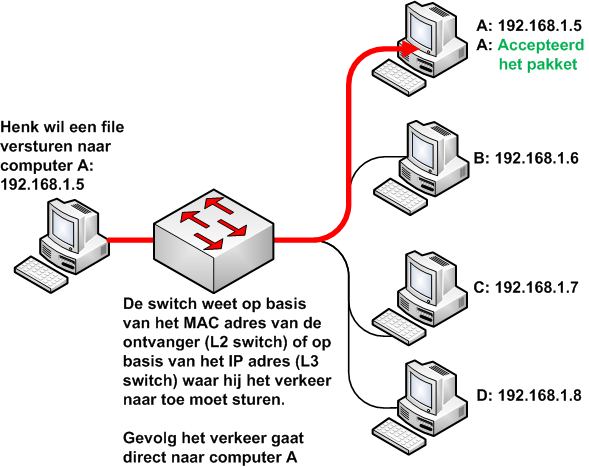 Henk wil een file
versturen naar
computer A:
192.168.1.5
A: 192.168.1.5
A: Accepteerd
het pakket
B: 192.168.1.6
C: 192.168.1.7
D: 192.168.1.8
De switch weet op basis
van het MAC adres van de
ontvanger (L2 switch) of op
basis van het IP adres (L3
switch) waar hij het verkeer
naar toe moet sturen.
Gevolg het verkeer gaat
direct naar computer A